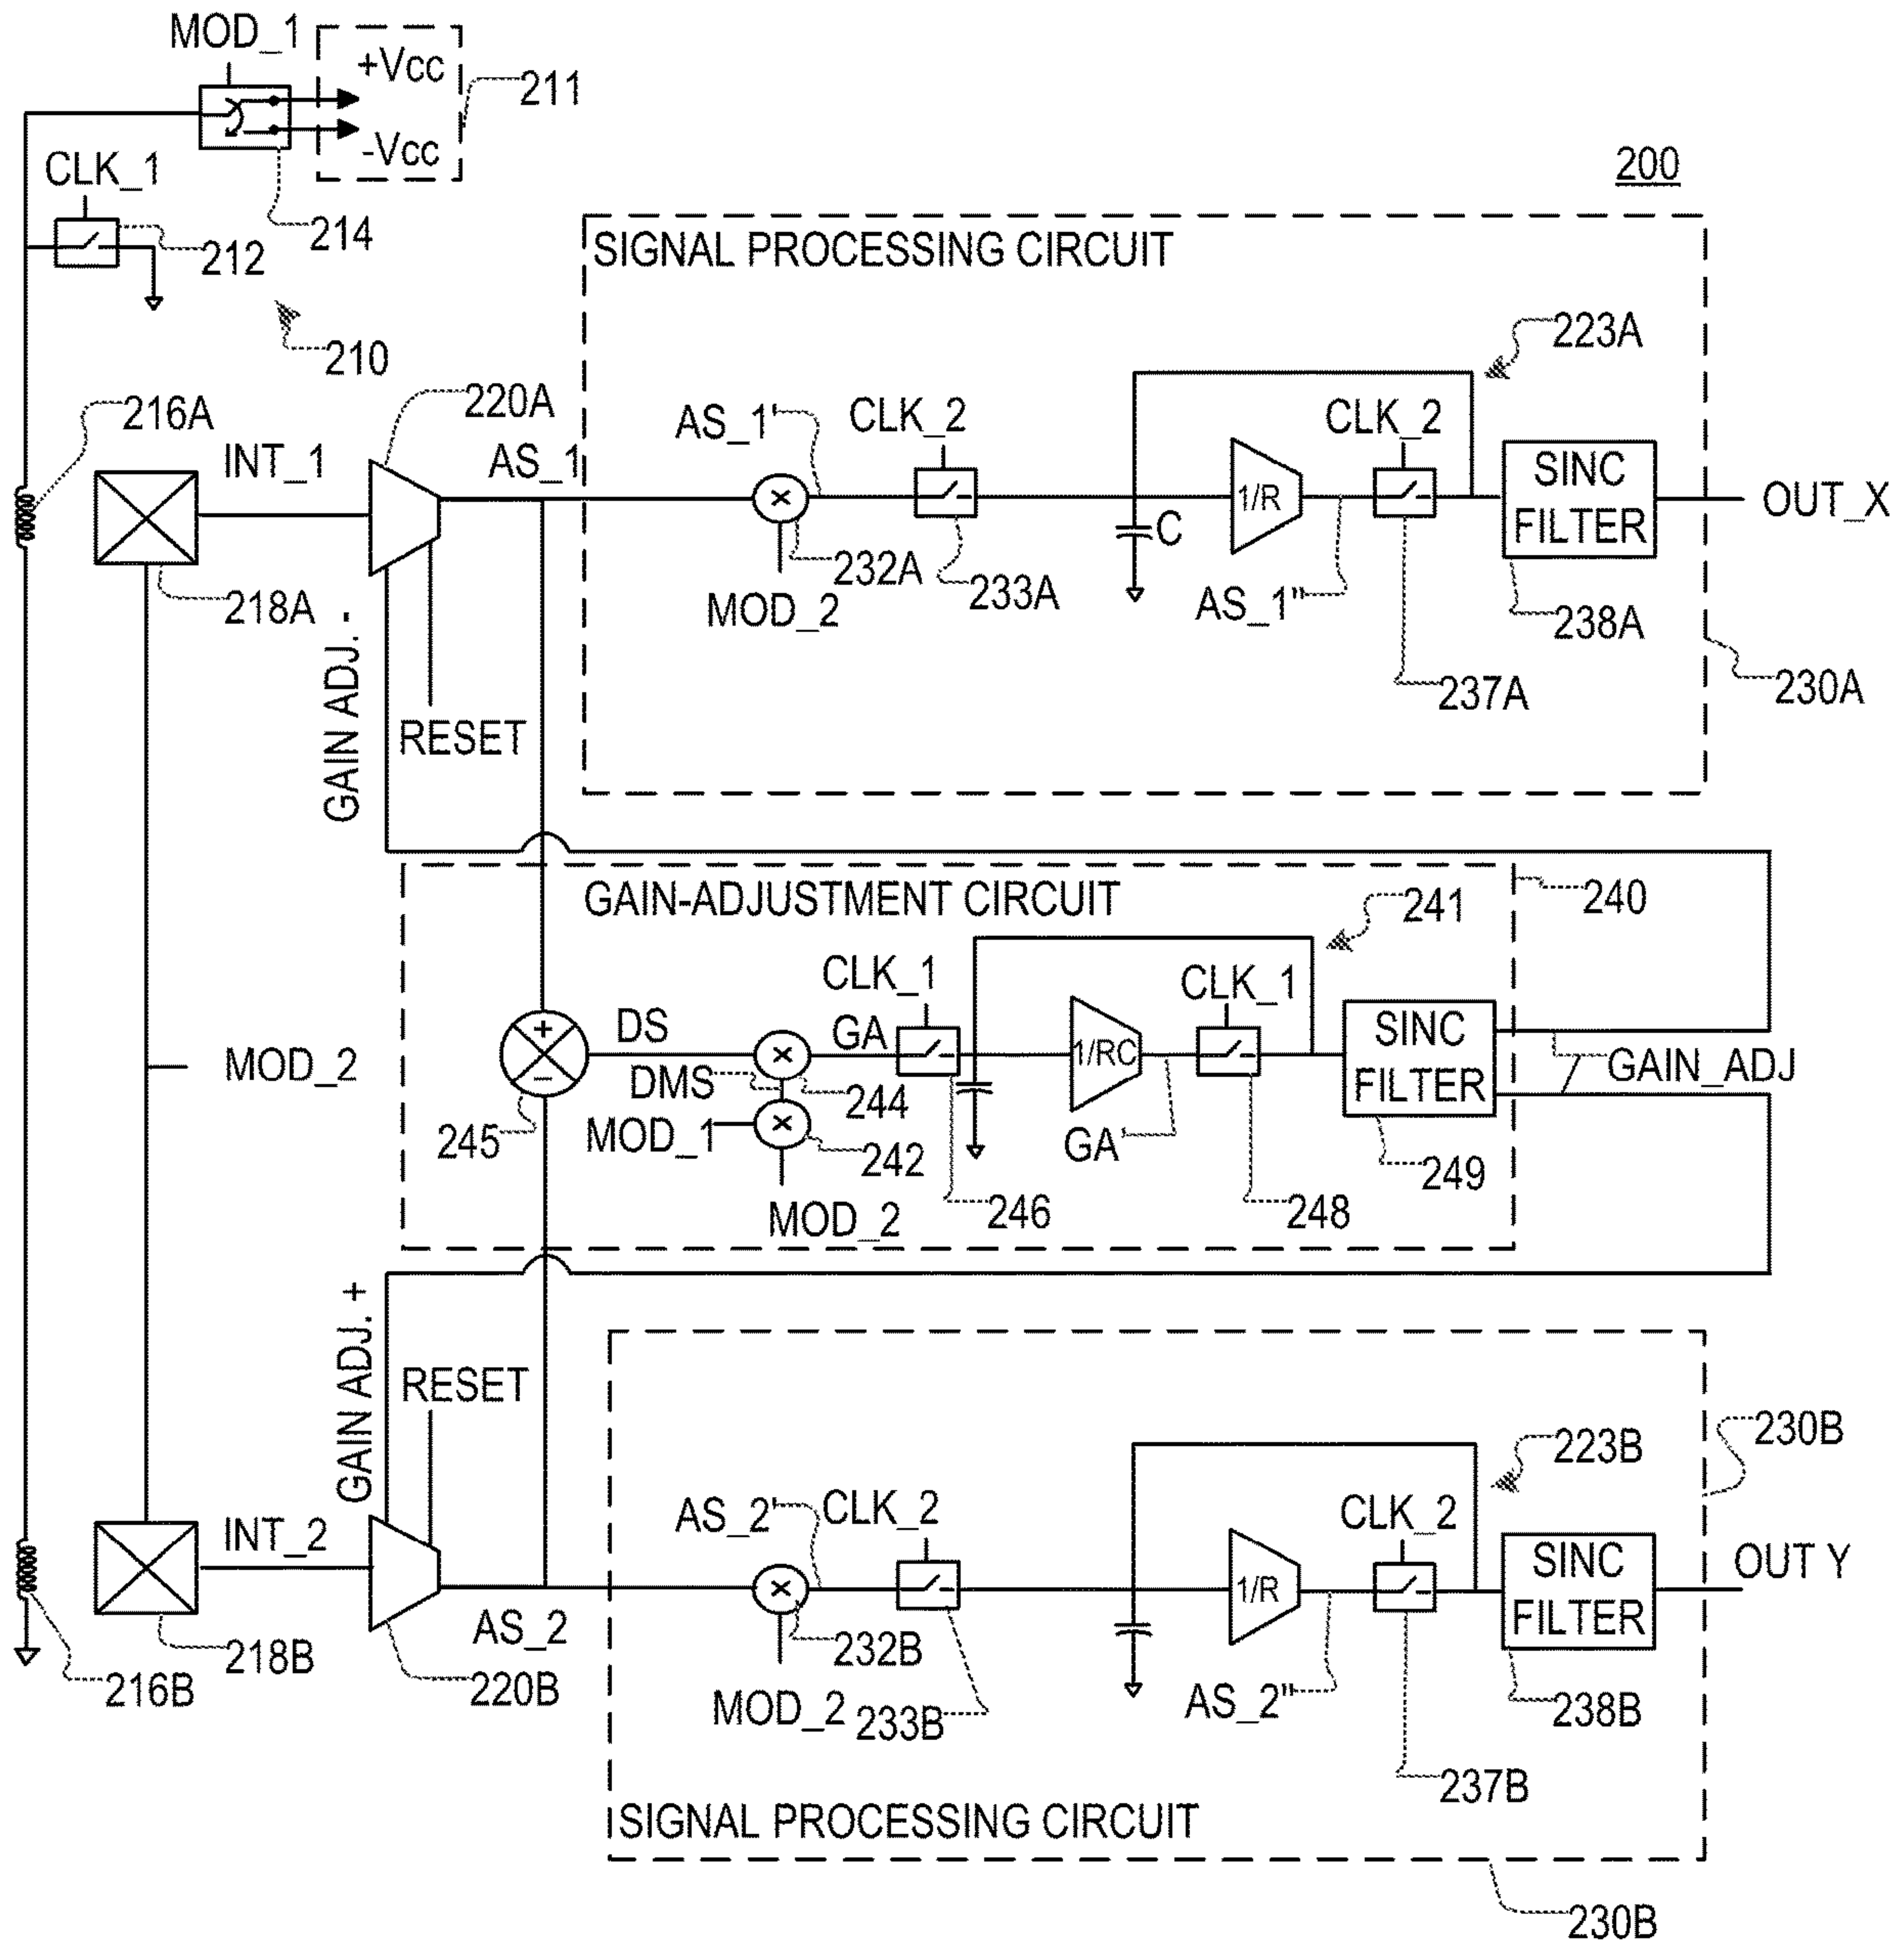 MOD_1
+Vcc
-Vcc
211
CLK_1
212
214
210
200
SIGNAL PROCESSING CIRCUIT
223A
216A
220A
INT_1
AS_1
AS_1'
CLK_2
CLK_2
1/R
SINC
FILTER
OUT_X
C
218A
232A
233A
MOD_2
AS_1"
238A
237A
230A
GAIN ADJ. -
RESET
GAIN-ADJUSTMENT CIRCUIT
241
240
CLK_1
CLK_1
+
DS
GA
1/RC
SINC
FILTER
MOD_2
−
DMS
244
GAIN_ADJ
245
MOD_1
242
GA'
249
MOD_2
246
248
GAIN ADJ. +
RESET
230B
223B
INT_2
AS_2'
CLK_2
CLK_2
1/R
SINC
FILTER
OUT Y
AS_2
218B
220B
216B
232B
MOD_2
233B
AS_2"
238B
237B
SIGNAL PROCESSING CIRCUIT
230B